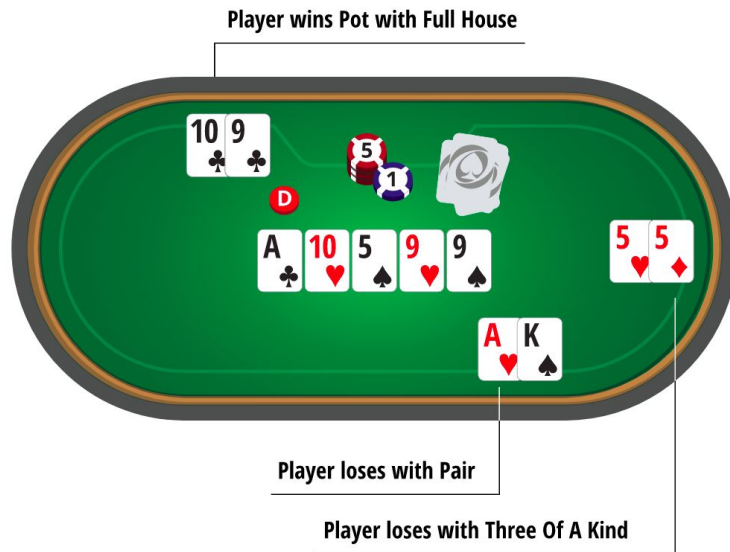 Player wins Pot with Full House
10 9
5
1
D
A 10 5 9 9
5 5
A K
Player loses with Pair
Player loses with Three Of A Kind